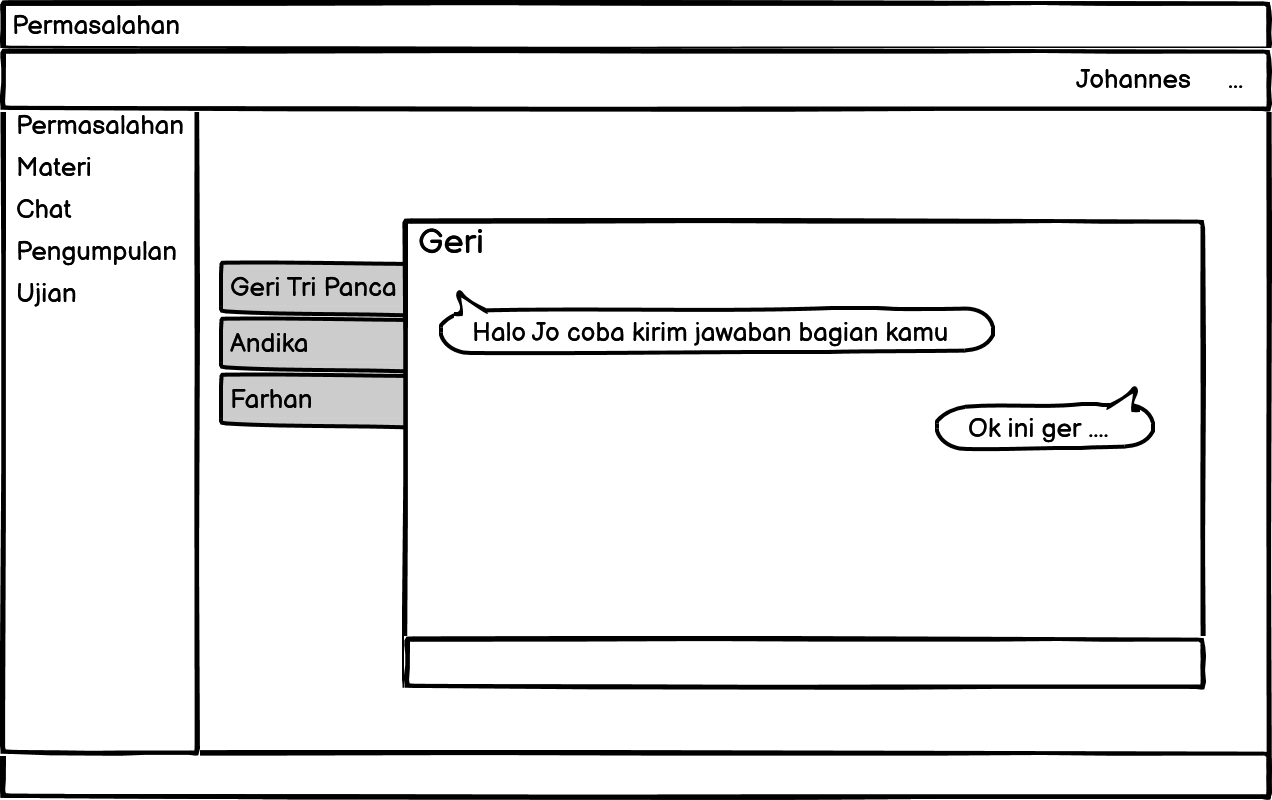 Permasalahan
Johannes ...
Permasalahan
Materi
Chat
Pengumpulan
Ujian
Geri Tri Panca
Andika
Farhan
Geri
Halo Jo coba kirim jawaban bagian kamu
Ok ini ger ....